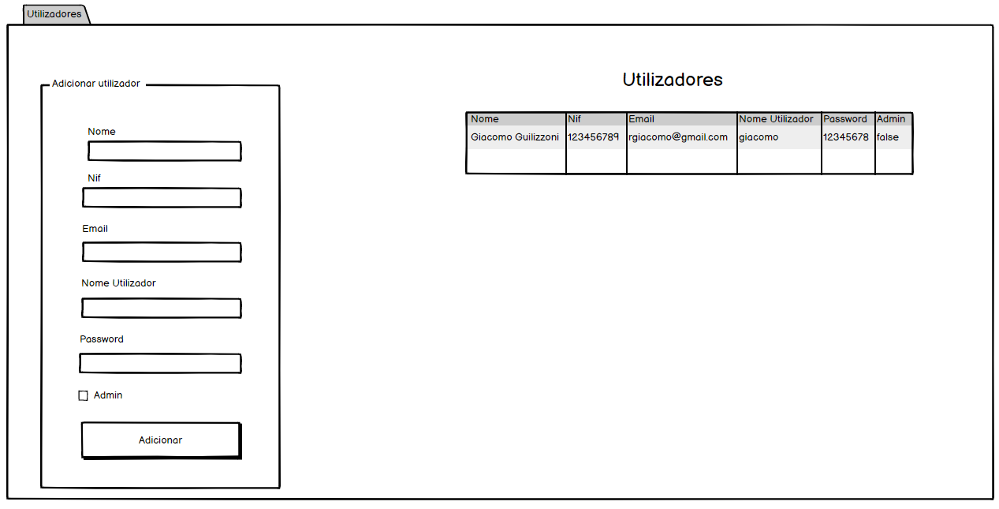 Utilizadores
Adicionar utilizador
Nome
Nif
Email
Nome Utilizador
Password
Admin
Adicionar
Utilizadores
Nome Nif Email Nome Utilizador Password Admin
Giacomo Guilizzoni 123456789 rgiacomo@gmail.com giacomo 12345678 false